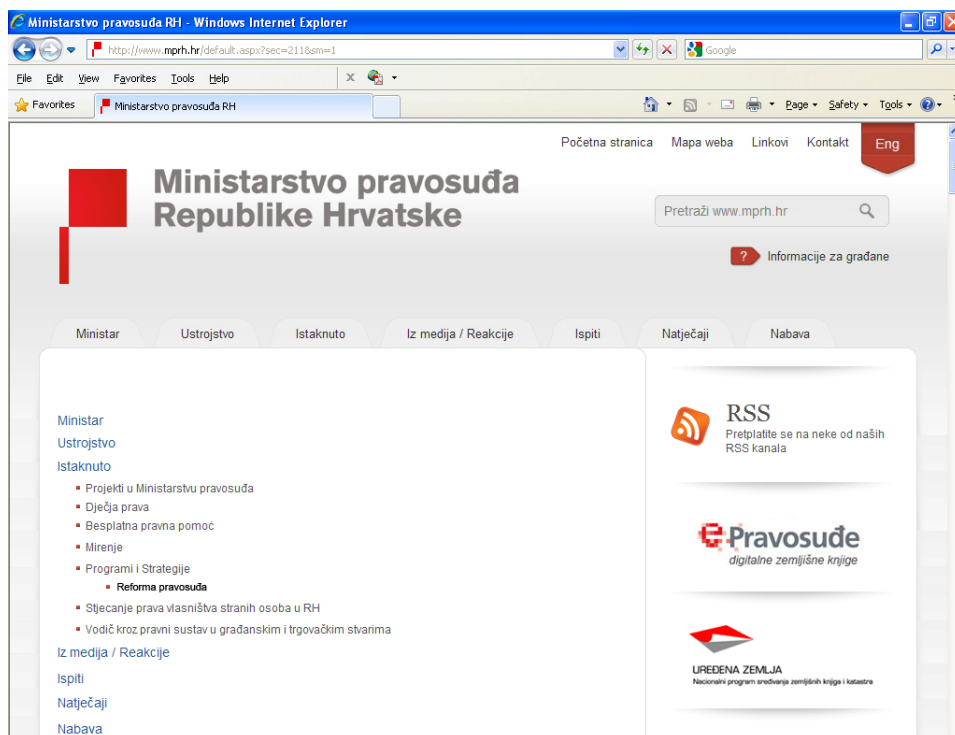 Ministarstvo pravosuđa RH - Windows Internet Explorer
http://www.mprh.hr/default.aspx?sec=211&sm=1
Google
File Edit View Favorites Tools Help
X
Favorites
Ministarstvo pravosuđa RH
Page Safety Tools
Početna stranica Mapa weba Linkovi Kontakt Eng
Ministarstvo pravosuđa
Republike Hrvatske
Pretraži www.mprh.hr
? Informacije za građane
Ministar Ustrojstvo Istaknuto Iz medija / Reakcije Ispiti Natječaji Nabava
Ministar
Ustrojstvo
Istaknuto
Projekti u Ministarstvu pravosuđa
Dječja prava
Besplatna pravna pomoć
Mirenje
Programi i Strategije
Reforma pravosuđa
Stjecanje prava vlasništva stranih osoba u RH
Vodič kroz pravni sustav u građanskim i trgovačkim stvarima
Iz medija / Reakcije
Ispiti
Natječaji
Nabava
RSS
Pretplatite se na neke od naših
RSS kanala
e-Pravosuđe
digitalne zemljišne knjige
UREĐENA ZEMLJA
Nacionalni program sređivanja zemljišnih knjiga i katastra